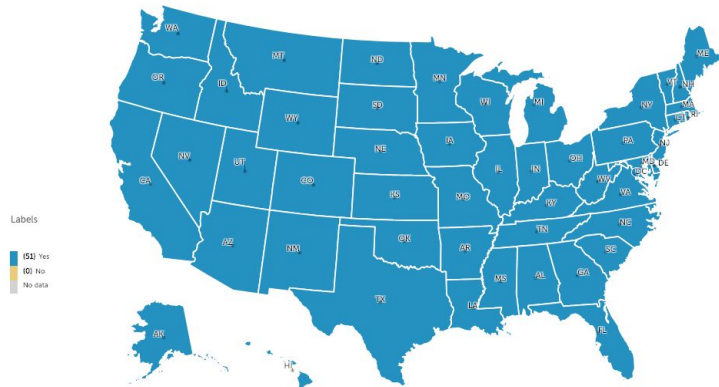 WA
ME
MT
ND
VT
NH
OR
MN
ID
NY
MA
WI
SD
MI
CT
RI
WY
IA
PA
NJ
NE
OH
MD
DE
NV
IL
IN
DC
UT
WV
CO
VA
CA
KS
MO
KY
NC
TN
OK
AR
SC
AZ
NM
MS
AL
GA
TX
LA
FL
AK
HI
Labels
(51) Yes
(0) No
No data